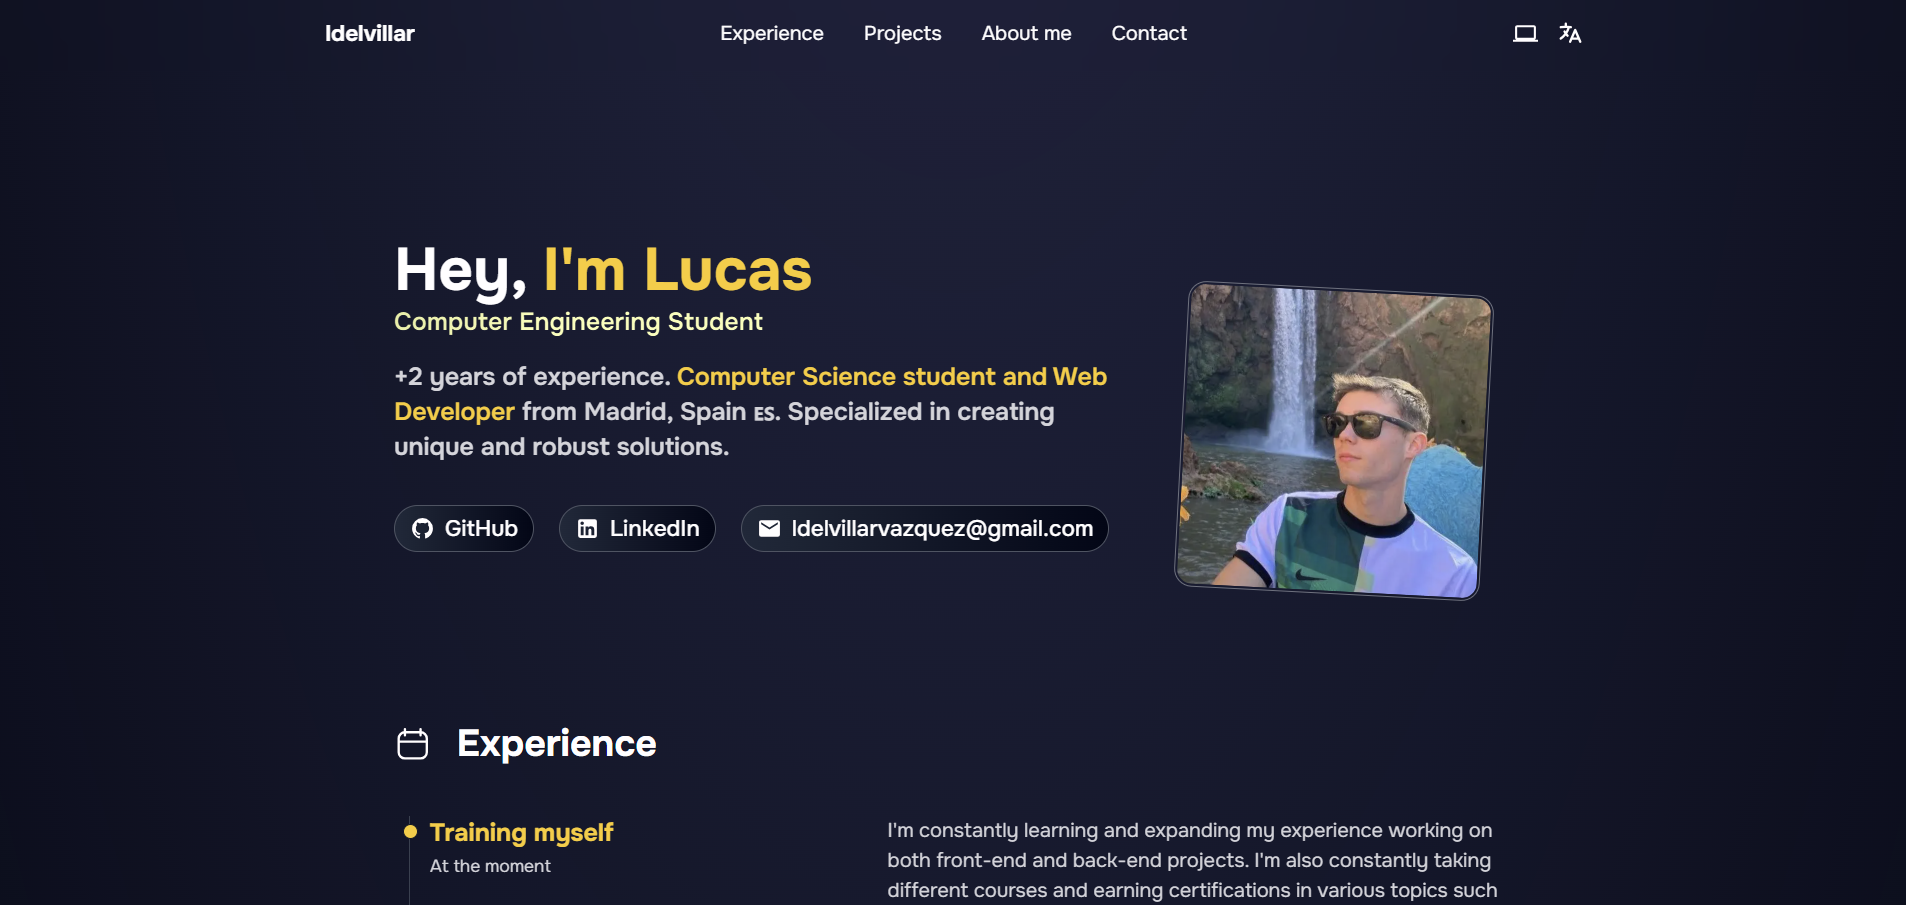 ldelvillar
Experience
Projects
About me
Contact
Hey, I'm Lucas
Computer Engineering Student
+2 years of experience. Computer Science student and Web
Developer from Madrid, Spain ES. Specialized in creating
unique and robust solutions.
GitHub
LinkedIn
ldelvillarvazquez@gmail.com
Experience
Training myself
At the moment
I'm constantly learning and expanding my experience working on
both front-end and back-end projects. I'm also constantly taking
different courses and earning certifications in various topics such